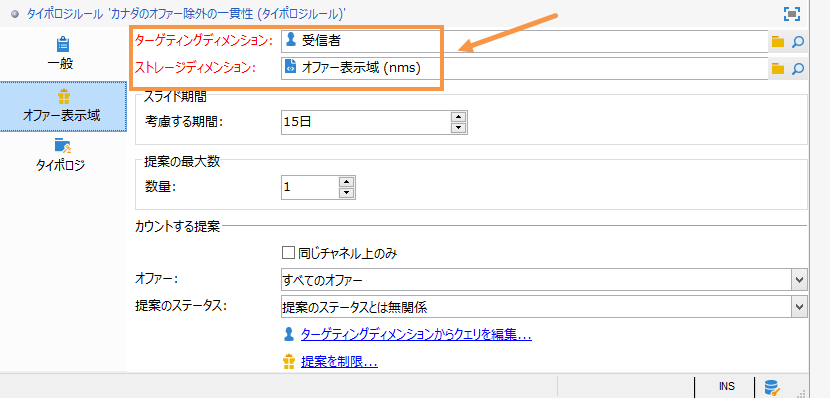 タイポロジルール 'カナダのオファー除外の一貫性 (タイポロジルール)'
一般
オファー表示域
タイポロジ
ターゲティングディメンション: 受信者
ストレージディメンション: オファー表示域 (nms)
スライド期間
考慮する期間: 15日
提案の最大数
数量: 1
カウントする提案
同じチャネル上のみ
オファー: すべてのオファー
提案のステータス: 提案のステータスとは無関係
ターゲティングディメンションからクエリを編集...
提案を制限...
INS